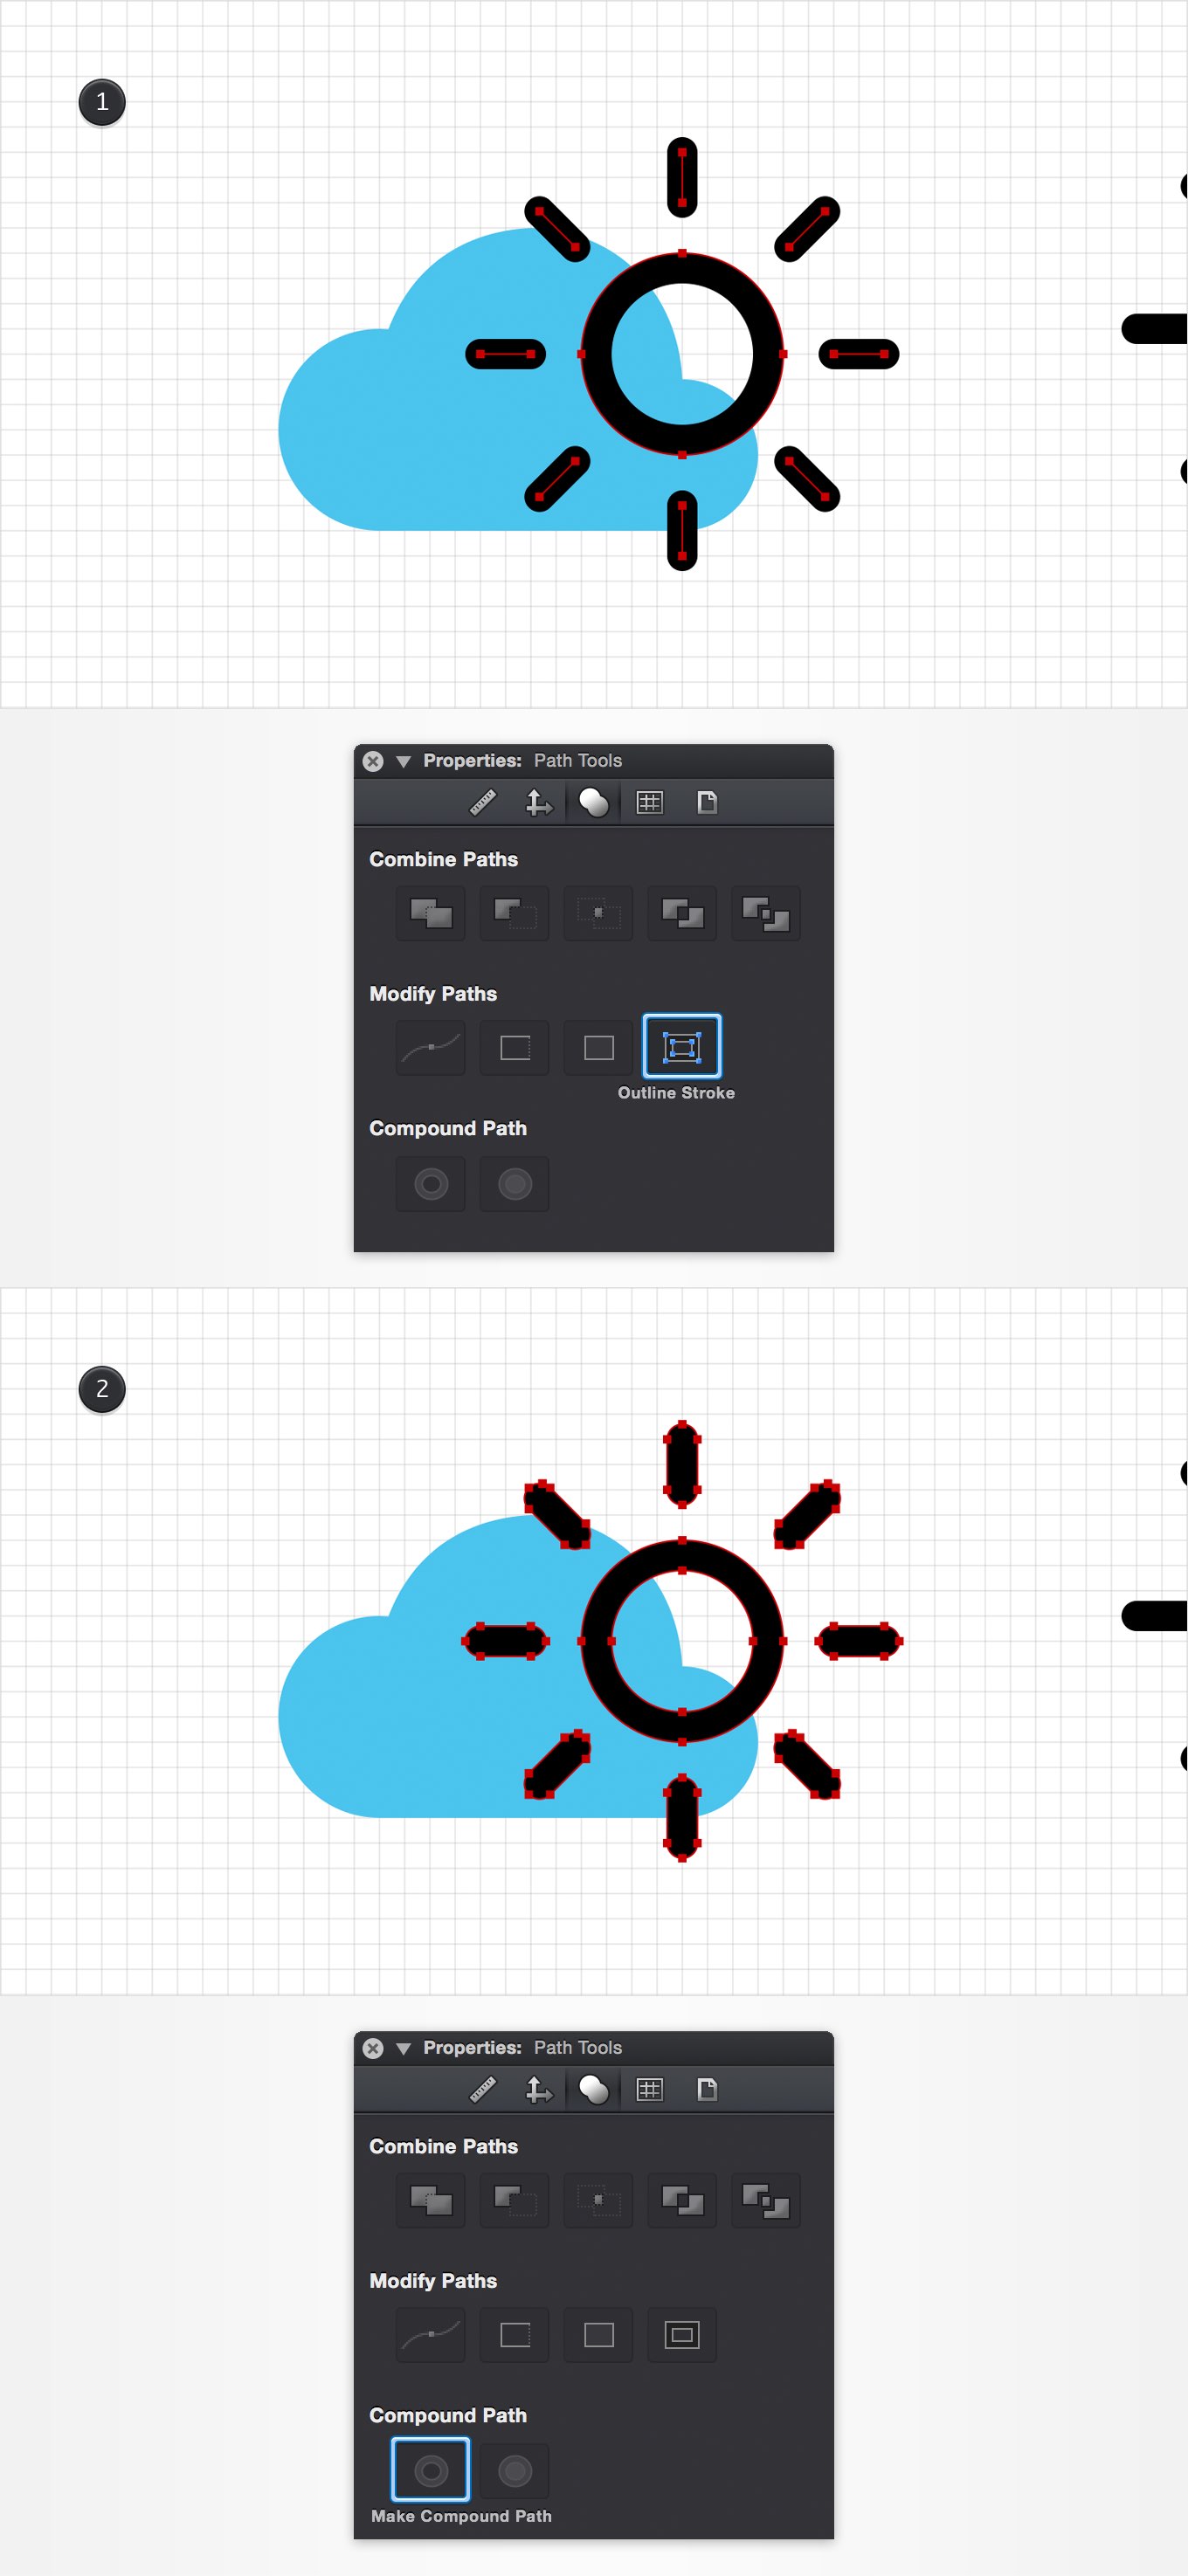 1
Properties: Path Tools
Combine Paths
Modify Paths
Outline Stroke
Compound Path
2
Properties: Path Tools
Combine Paths
Modify Paths
Compound Path
Make Compound Path